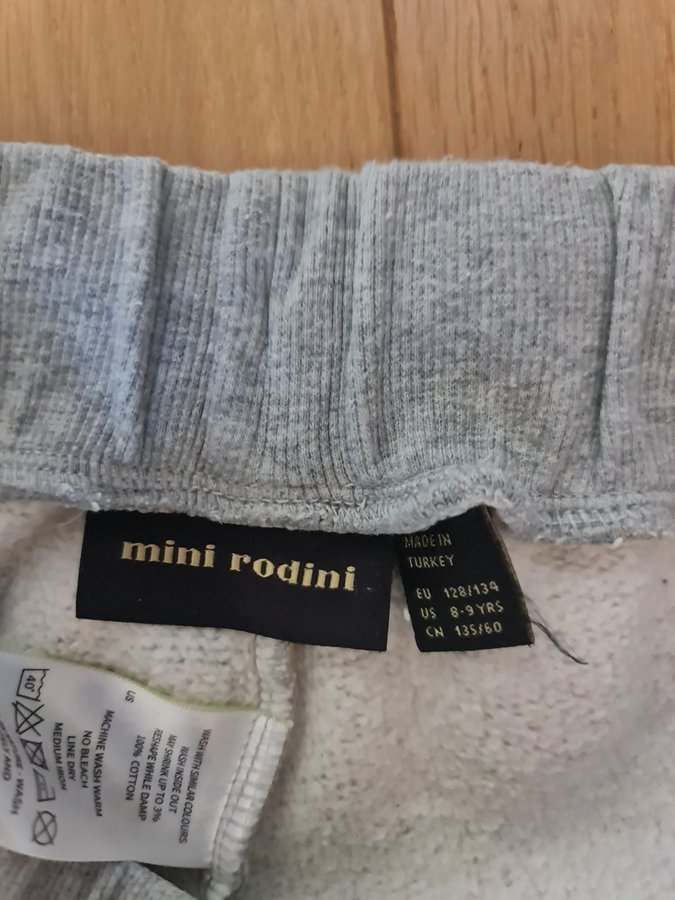 mini rodini
MADE IN
TURKEY
EU 128/134
US 8-9 YRS
CN 135/60
40°
US
MACHINE WASH WARM
NO BLEACH
LINE DRY
MEDIUM IRON
WASH WITH SIMILAR COLOURS
WASH INSIDE OUT
MAY SHRINK UP TO 3%
RESHAPE WHILE DAMP
100% COTTON